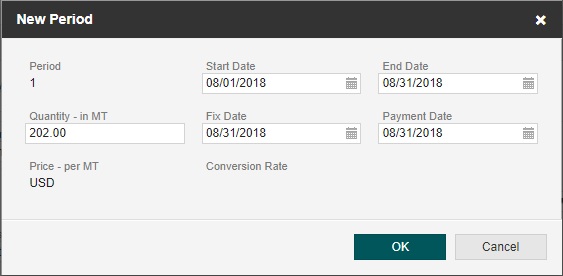 New Period
Period
Start Date
End Date
1
08/01/2018
08/31/2018
Quantity - in MT
Fix Date
Payment Date
202.00
08/31/2018
08/31/2018
Price - per MT
Conversion Rate
USD
OK
Cancel